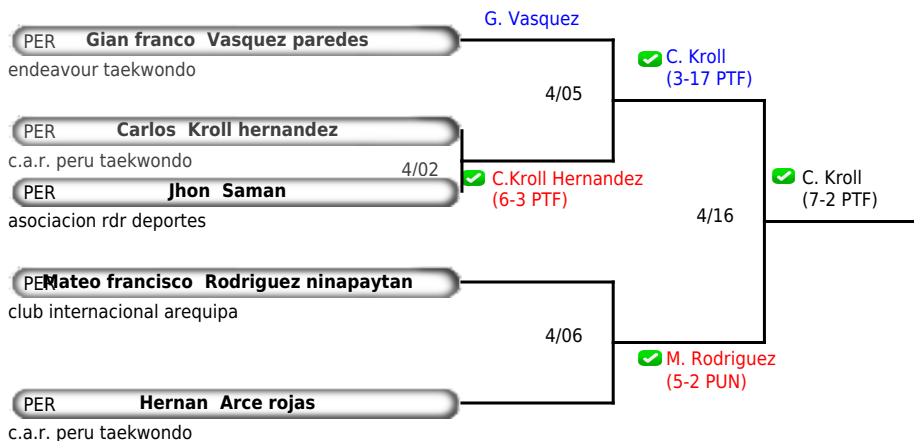 G. Vasquez
PER Gian franco Vasquez paredes
endeavour taekwondo
C. Kroll
(3-17 PTF)
4/05
PER Carlos Kroll hernandez
c.a.r. peru taekwondo
4/02
C.Kroll Hernandez
(6-3 PTF)
C. Kroll
(7-2 PTF)
PER Jhon Saman
asociacion rdr deportes
4/16
PER Mateo francisco Rodriguez ninapaytan
club internacional arequipa
4/06
M. Rodriguez
(5-2 PUN)
PER Hernan Arce rojas
c.a.r. peru taekwondo